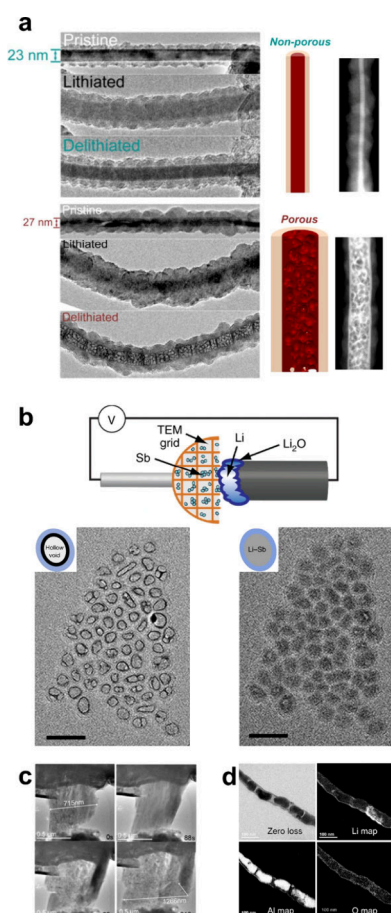 a
Pristine
23 nm
Lithiated
Delithiated
Non-porous
Pristine
27 nm
Lithiated
Delithiated
Porous
b
V
TEM
grid
Sb
Li
Li2O
Hollow
void
Li–Sb
c
715nm
0s
88s
d
Zero loss
Li map
Al map
O map